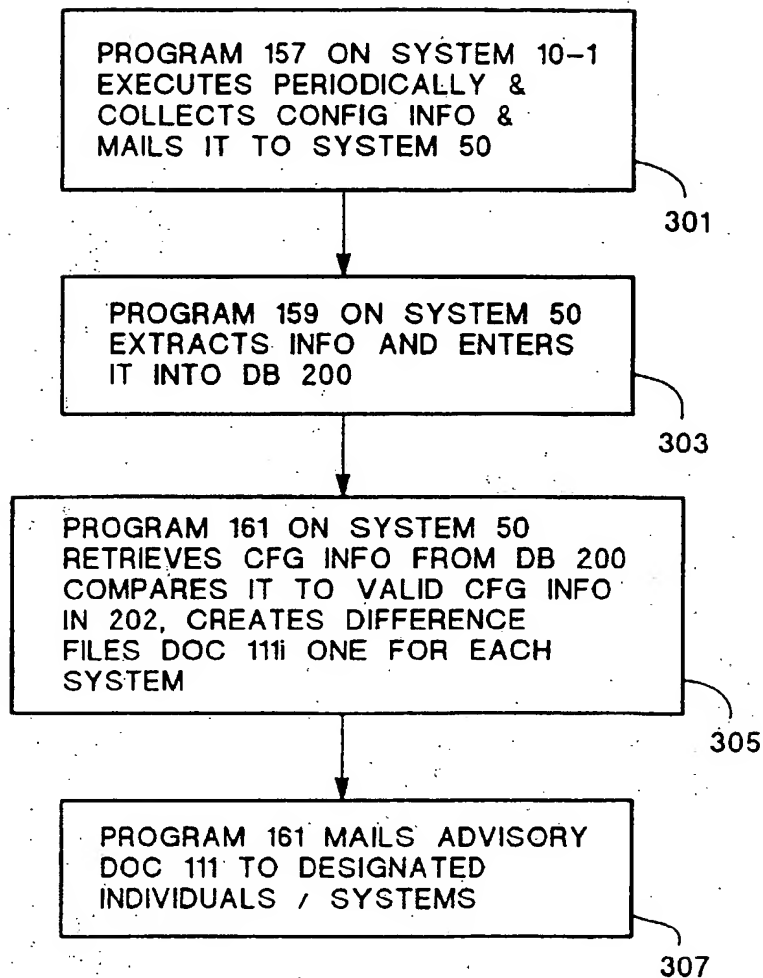 PROGRAM 157 ON SYSTEM 10-1
EXECUTES PERIODICALLY &
COLLECTS CONFIG INFO &
MAILS IT TO SYSTEM 50
301
PROGRAM 159 ON SYSTEM 50
EXTRACTS INFO AND ENTERS
IT INTO DB 200
303
PROGRAM 161 ON SYSTEM 50
RETRIEVES CFG INFO FROM DB 200
COMPARES IT TO VALID CFG INFO
IN 202, CREATES DIFFERENCE
FILES DOC 111i ONE FOR EACH
SYSTEM
305
PROGRAM 161 MAILS ADVISORY
DOC 111 TO DESIGNATED
INDIVIDUALS / SYSTEMS
307